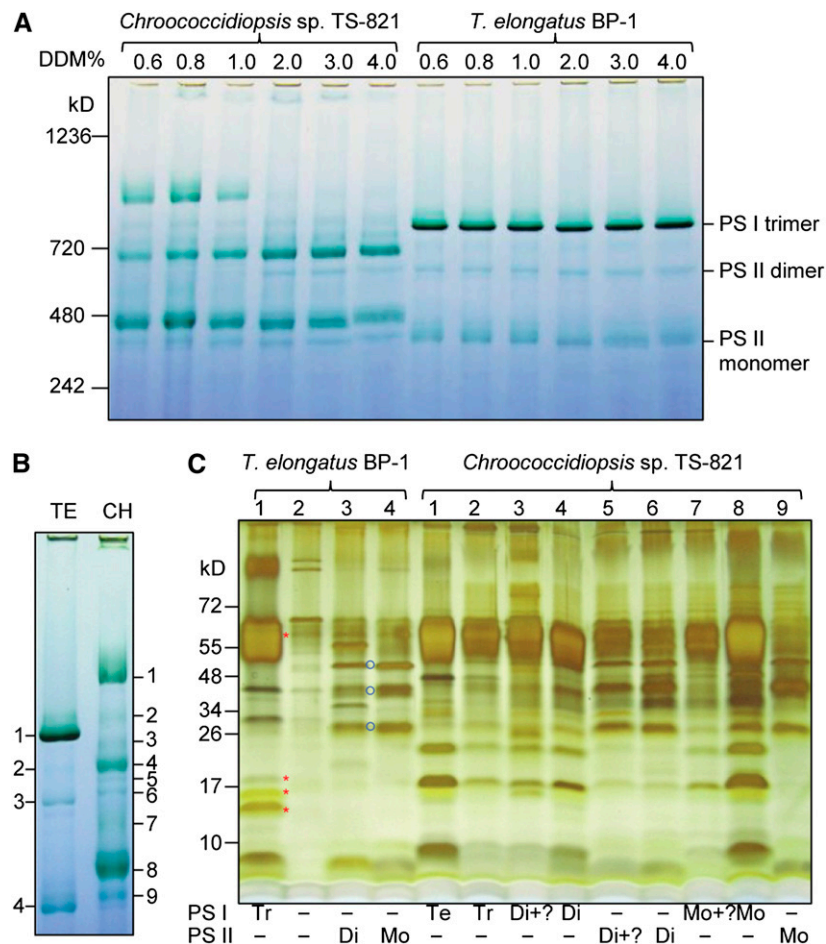 A
Chroococcidiopsis sp. TS-821 T. elongatus BP-1
DDM% 0.6 0.8 1.0 2.0 3.0 4.0 0.6 0.8 1.0 2.0 3.0 4.0
kD
1236
720
480
242
PS I trimer
PS II dimer
PS II
monomer
B
TE CH
1
2
3
4
1
2
3
4
5
6
7
8
9
C
T. elongatus BP-1 Chroococcidiopsis sp. TS-821
1 2 3 4 1 2 3 4 5 6 7 8 9
kD
72
55
48
34
26
17
10
* * * *
PS I Tr – – – Te Tr Di+? Di – – Mo+?Mo –
PS II – – Di Mo – – – – Di+? Di – – Mo